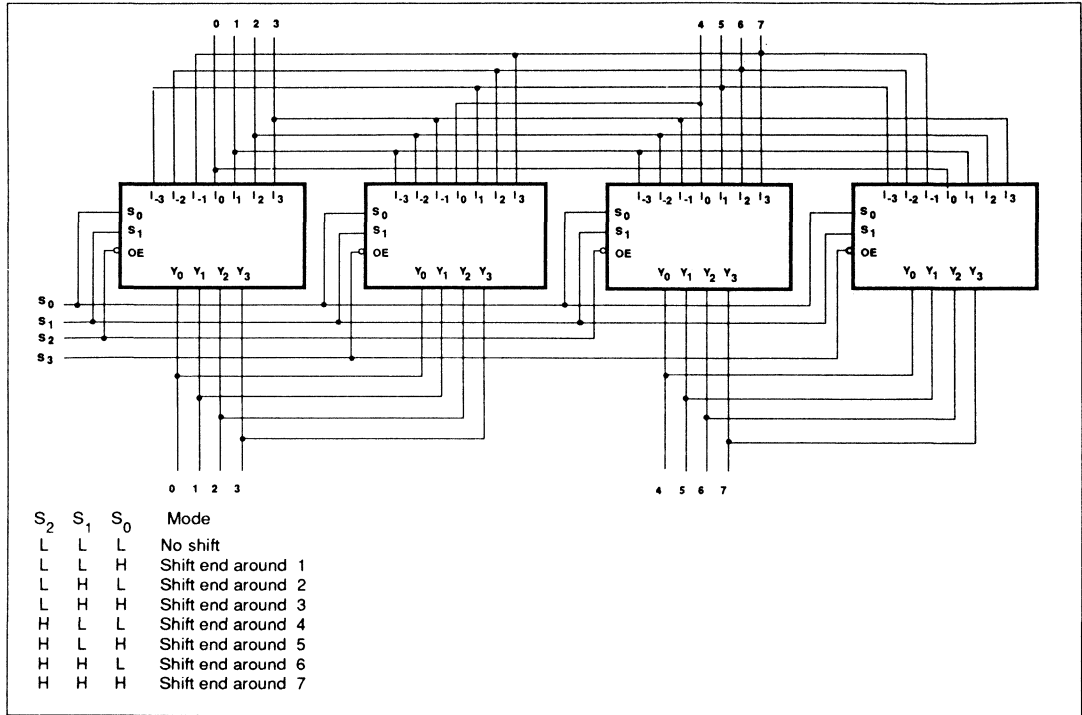 0 1 2 3 4 5 6 7
I-3 I-2 I-1 I0 I1 I2 I3
S0
S1
OE
Y0 Y1 Y2 Y3
I-3 I-2 I-1 I0 I1 I2 I3
S0
S1
OE
Y0 Y1 Y2 Y3
I-3 I-2 I-1 I0 I1 I2 I3
S0
S1
OE
Y0 Y1 Y2 Y3
I-3 I-2 I-1 I0 I1 I2 I3
S0
S1
OE
Y0 Y1 Y2 Y3
S0
S1
S2
S3
0 1 2 3 4 5 6 7
S2 S1 S0 Mode
L L L No shift
L L H Shift end around 1
L H L Shift end around 2
L H H Shift end around 3
H L L Shift end around 4
H L H Shift end around 5
H H L Shift end around 6
H H H Shift end around 7